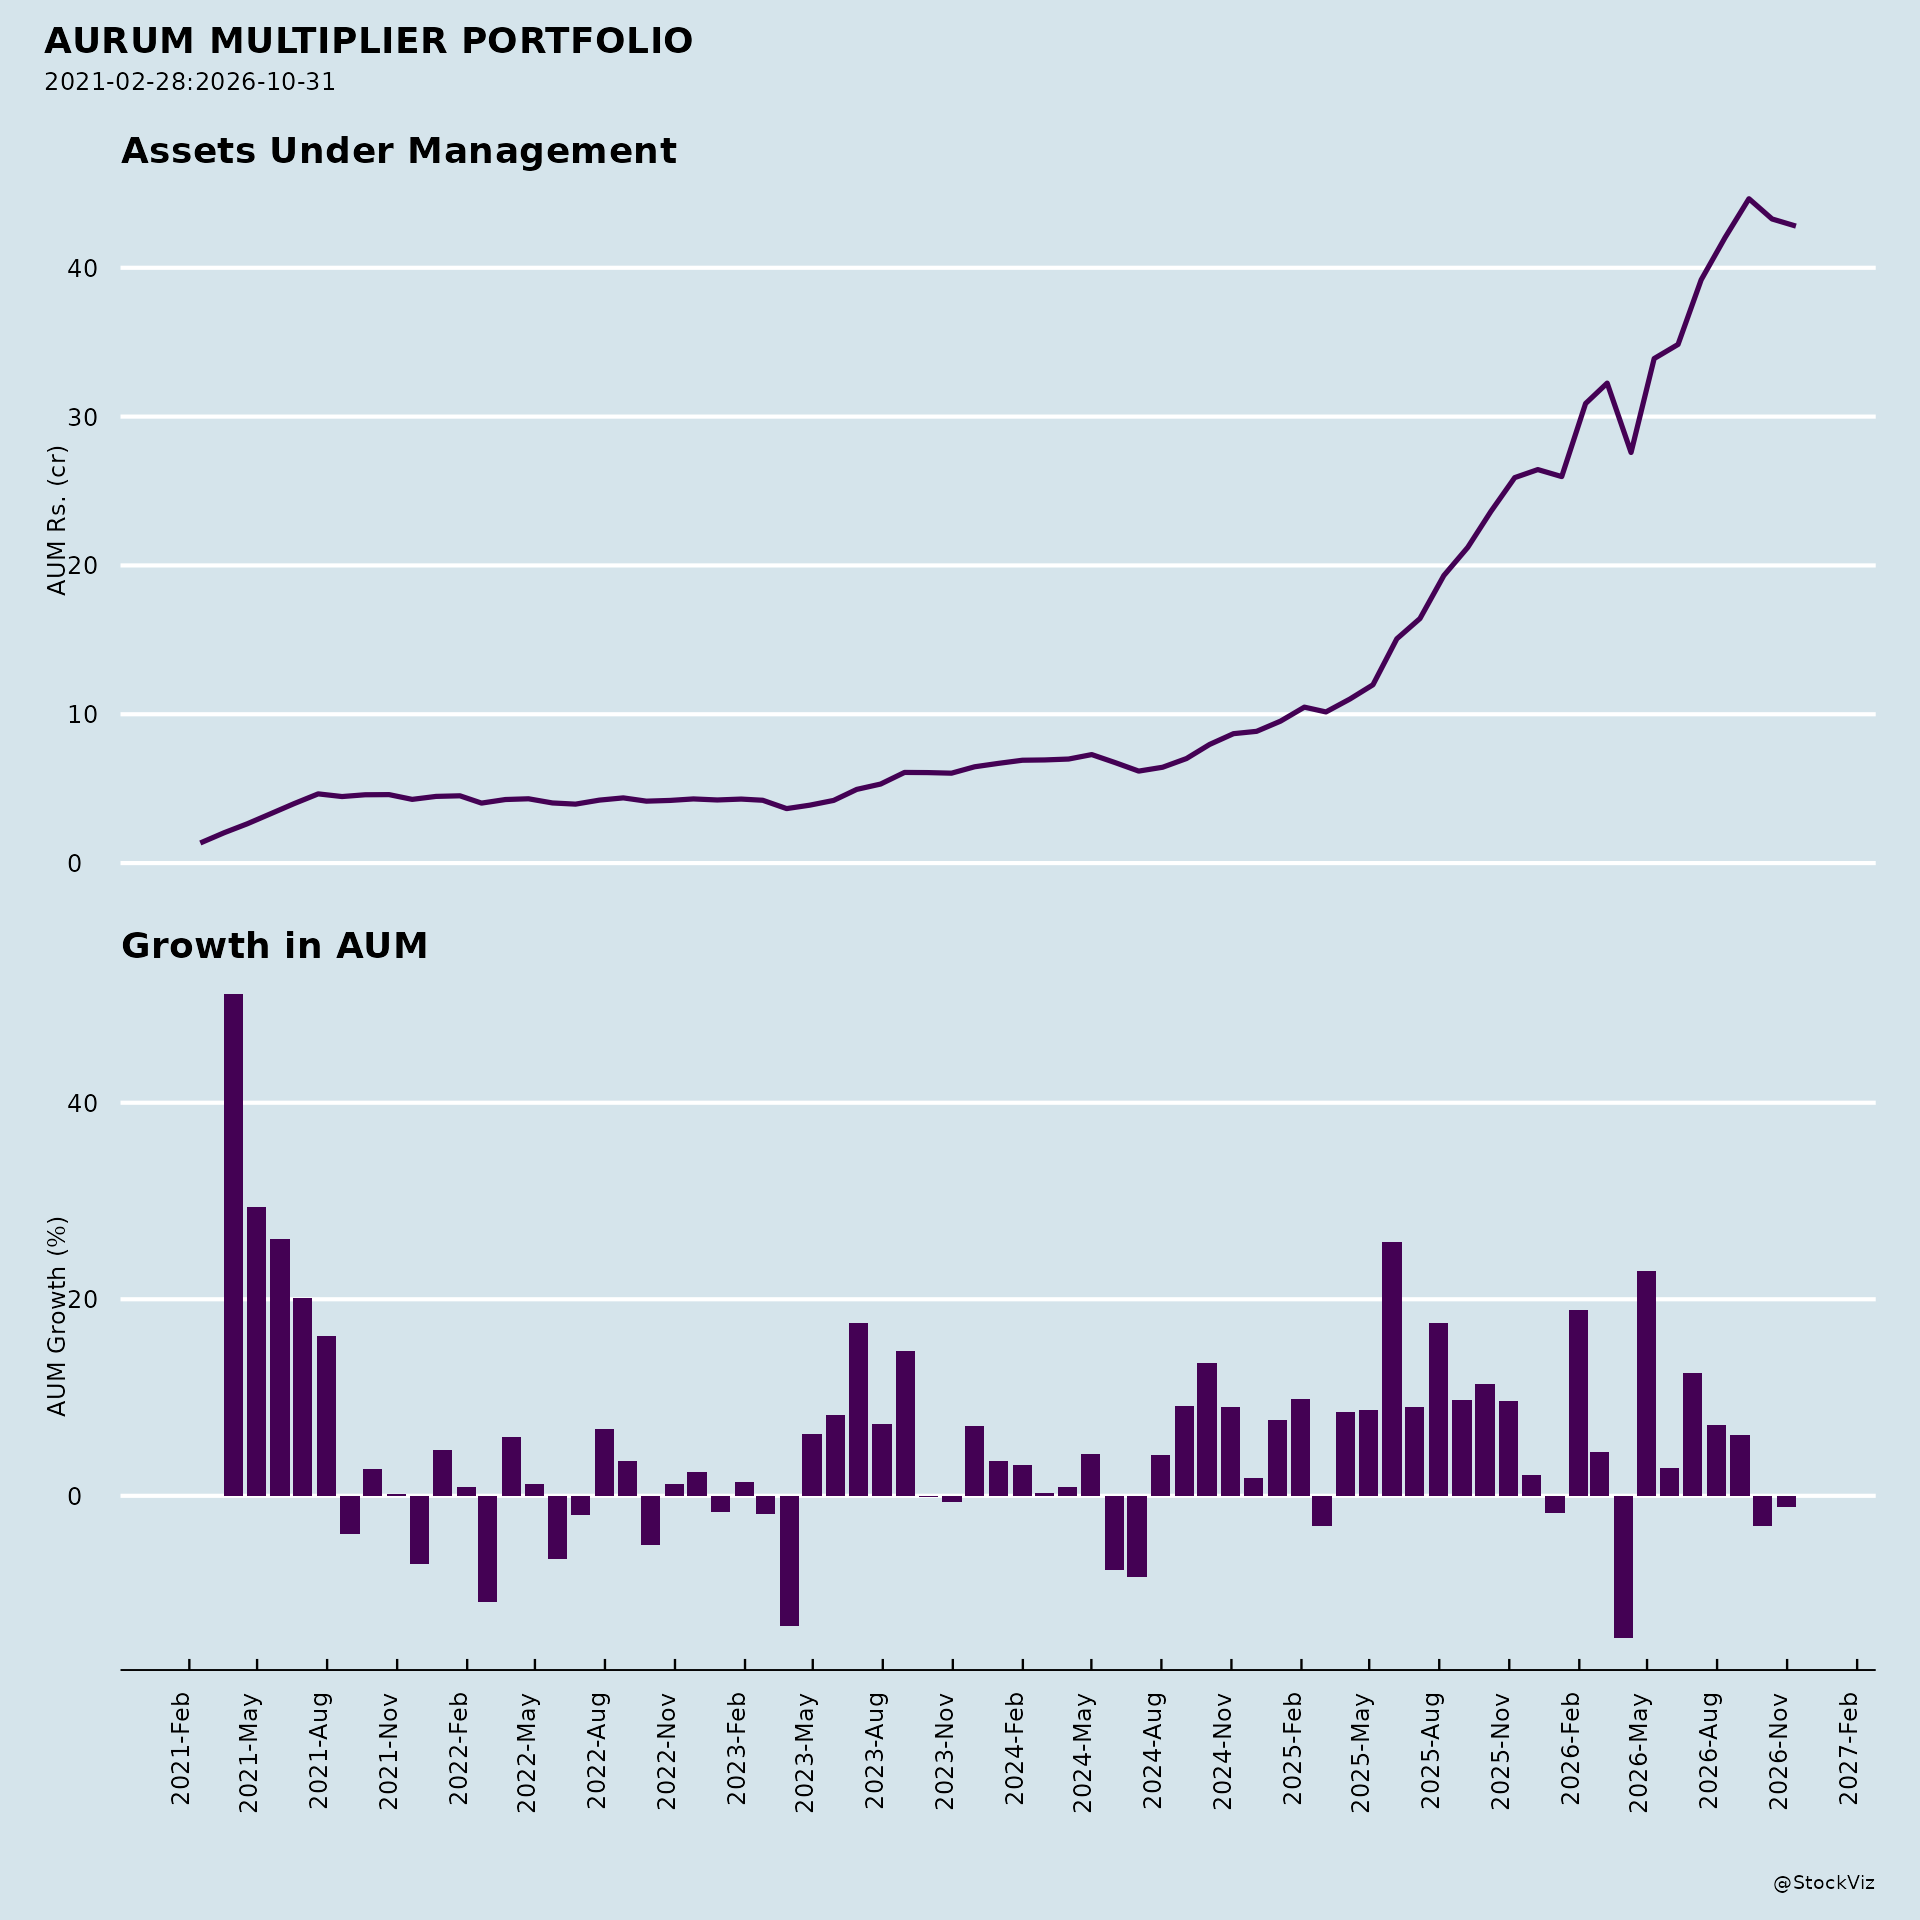 AURUM MULTIPLIER PORTFOLIO
2021-02-28:2026-10-31
Assets Under Management
AUM Rs. (cr)
40
30
20
10
0
Growth in AUM
AUM Growth (%)
40
20
0
2021-Feb
2021-May
2021-Aug
2021-Nov
2022-Feb
2022-May
2022-Aug
2022-Nov
2023-Feb
2023-May
2023-Aug
2023-Nov
2024-Feb
2024-May
2024-Aug
2024-Nov
2025-Feb
2025-May
2025-Aug
2025-Nov
2026-Feb
2026-May
2026-Aug
2026-Nov
2027-Feb
@StockViz